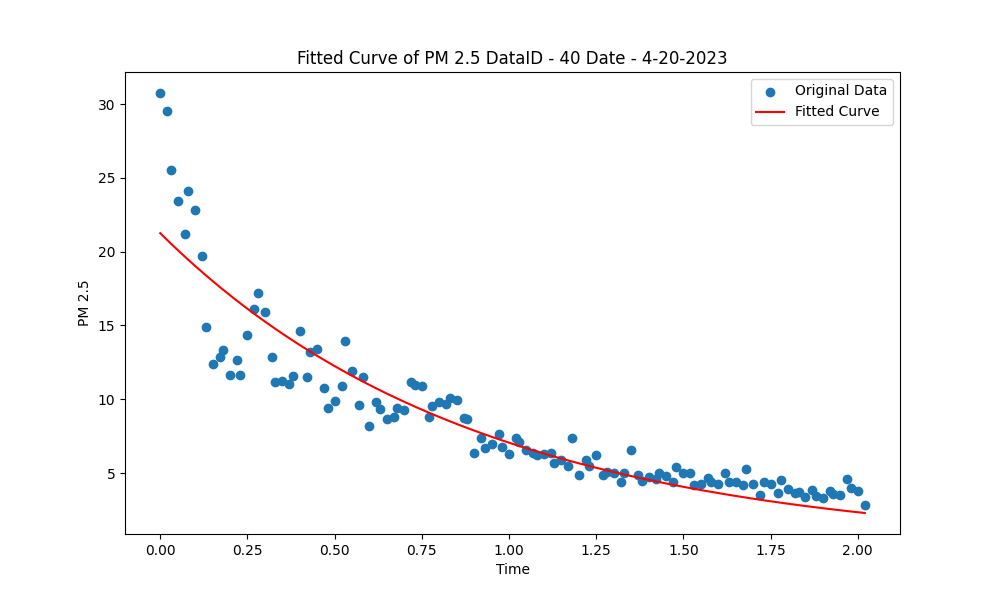 Fitted Curve of PM 2.5 DataID - 40 Date - 4-20-2023
Original Data
Fitted Curve
30
25
20
15
10
5
PM 2.5
0.00 0.25 0.50 0.75 1.00 1.25 1.50 1.75 2.00
Time